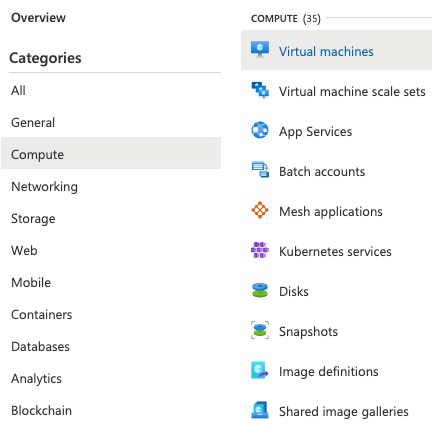 Overview
Categories
All
General
Compute
Networking
Storage
Web
Mobile
Containers
Databases
Analytics
Blockchain
COMPUTE (35)
Virtual machines
Virtual machine scale sets
App Services
Batch accounts
Mesh applications
Kubernetes services
Disks
Snapshots
Image definitions
Shared image galleries